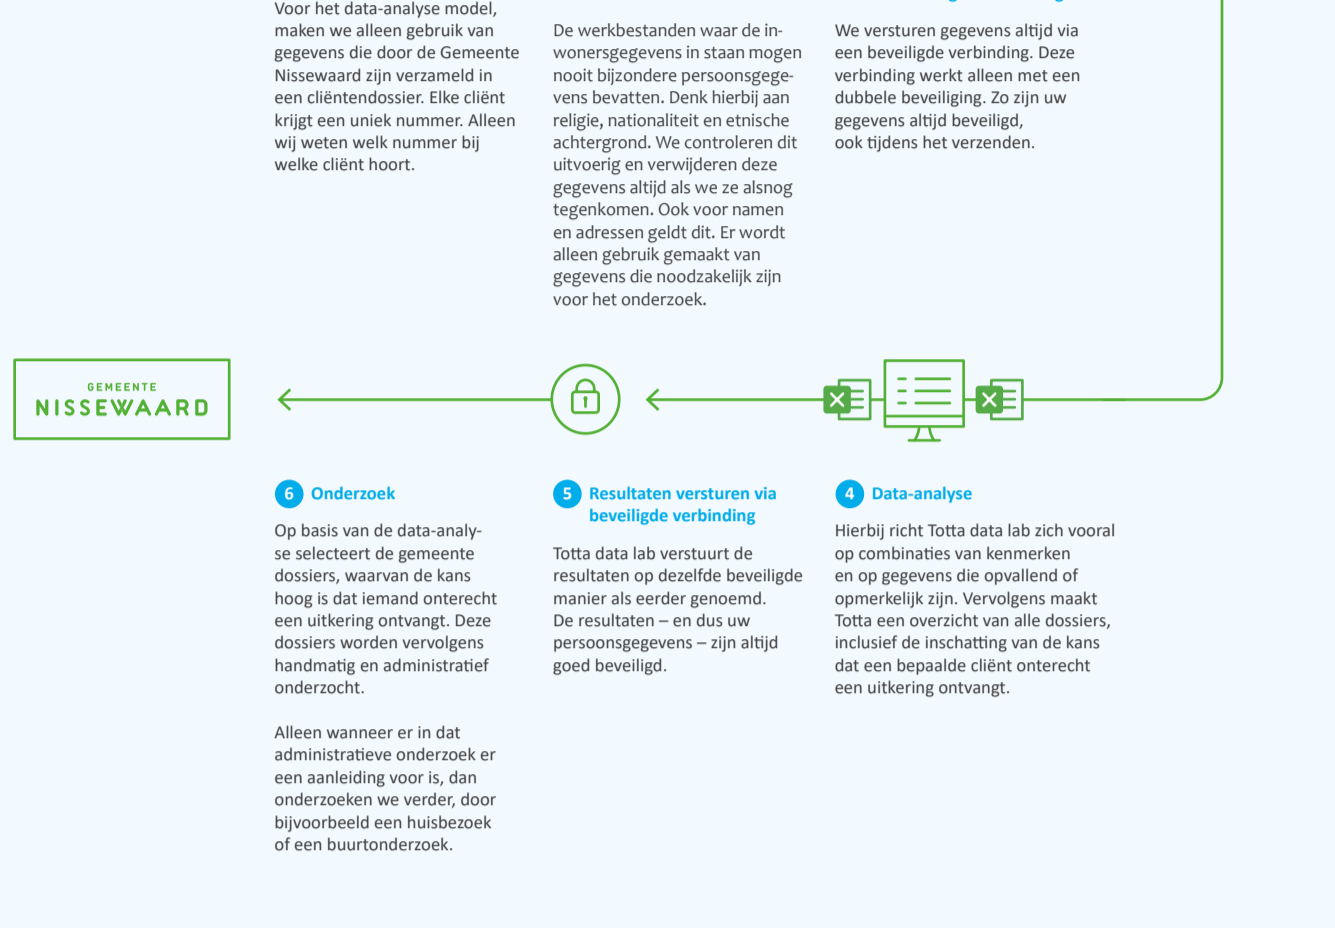 Voor het data-analyse model,
maken we alleen gebruik van
gegevens die door de Gemeente
Nissewaard zijn verzameld in
een cliëntendossier. Elke cliënt
krijgt een uniek nummer. Alleen
wij weten welk nummer bij
welke cliënt hoort.
De werkbestanden waar de in-
wonersgegevens in staan mogen
nooit bijzondere persoonsgege-
vens bevatten. Denk hierbij aan
religie, nationaliteit en etnische
achtergrond. We controleren dit
uitvoerig en verwijderen deze
gegevens altijd als we ze alsnog
tegenkomen. Ook voor namen
en adressen geldt dit. Er wordt
alleen gebruik gemaakt van
gegevens die noodzakelijk zijn
voor het onderzoek.
We versturen gegevens altijd via
een beveiligde verbinding. Deze
verbinding werkt alleen met een
dubbele beveiliging. Zo zijn uw
gegevens altijd beveiligd,
ook tijdens het verzenden.
GEMEENTE
NISSEWAARD
6 Onderzoek
Op basis van de data-analy-
se selecteert de gemeente
dossiers, waarvan de kans
hoog is dat iemand onterecht
een uitkering ontvangt. Deze
dossiers worden vervolgens
handmatig en administratief
onderzocht.
Alleen wanneer er in dat
administratieve onderzoek er
een aanleiding voor is, dan
onderzoeken we verder, door
bijvoorbeeld een huisbezoek
of een buurtonderzoek.
5 Resultaten versturen via
beveiligde verbinding
Totta data lab verstuurt de
resultaten op dezelfde beveiligde
manier als eerder genoemd.
De resultaten – en dus uw
persoonsgegevens – zijn altijd
goed beveiligd.
4 Data-analyse
Hierbij richt Totta data lab zich vooral
op combinaties van kenmerken
en op gegevens die opvallend of
opmerkelijk zijn. Vervolgens maakt
Totta een overzicht van alle dossiers,
inclusief de inschatting van de kans
dat een bepaalde cliënt onterecht
een uitkering ontvangt.